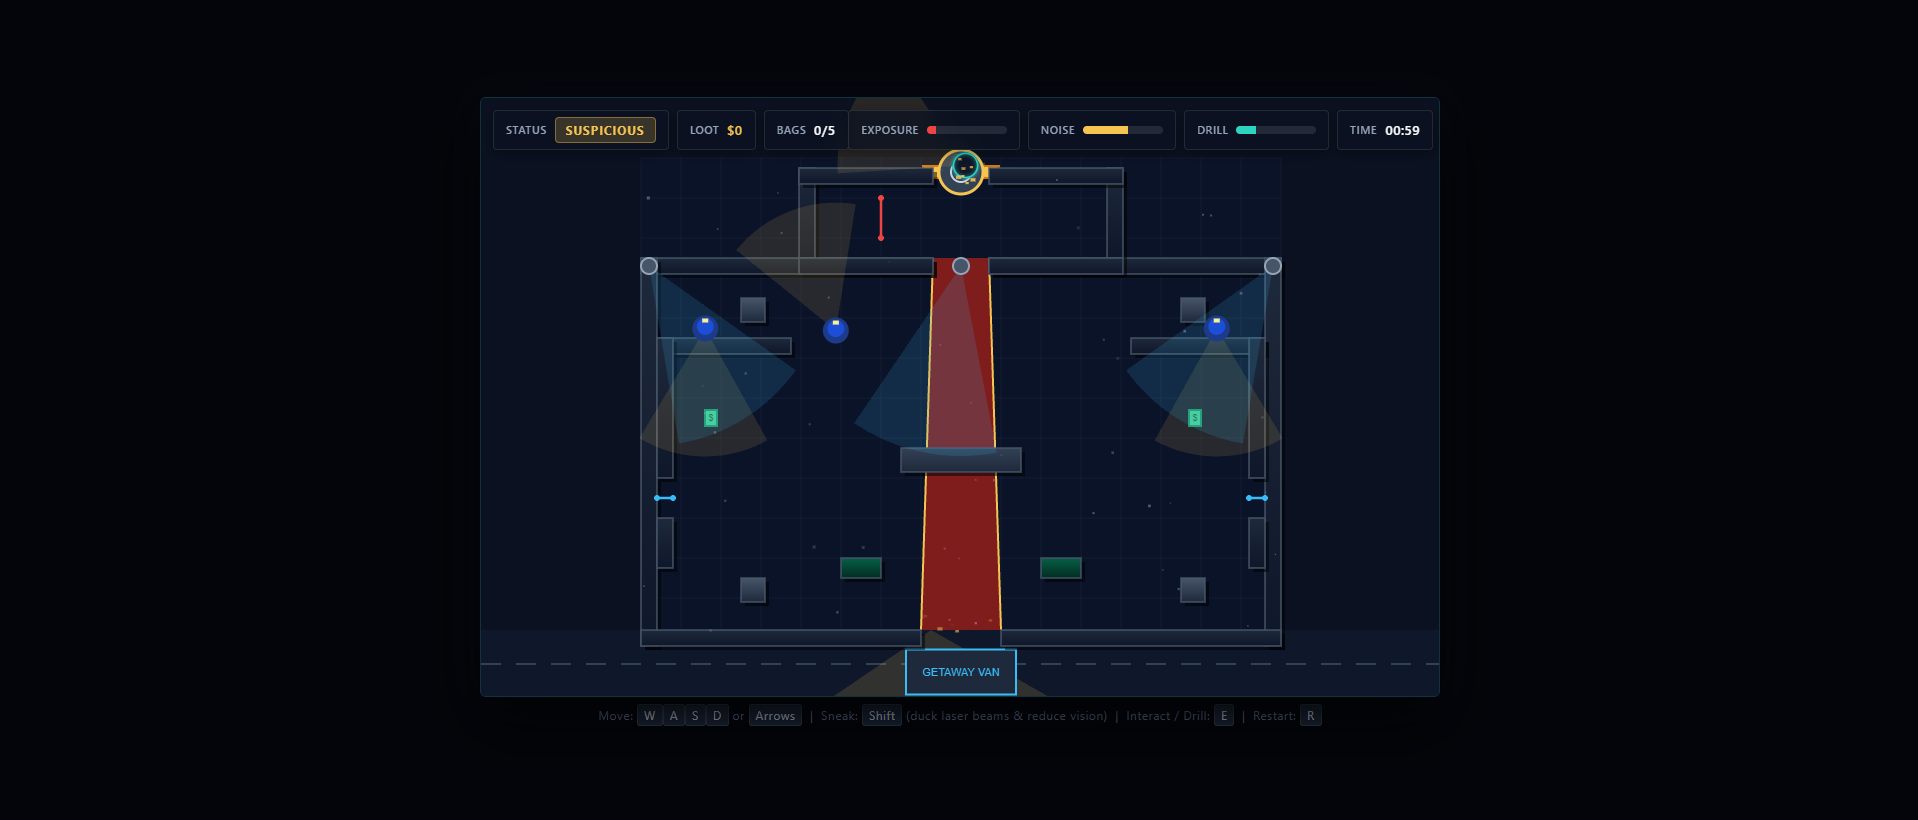 STATUS SUSPICIOUS LOOT $0 BAGS 0/5 EXPOSURE NOISE DRILL TIME 00:59
$ $
GETAWAY VAN
Move: W A S D or Arrows | Sneak: Shift (duck laser beams & reduce vision) | Interact / Drill: E | Restart: R